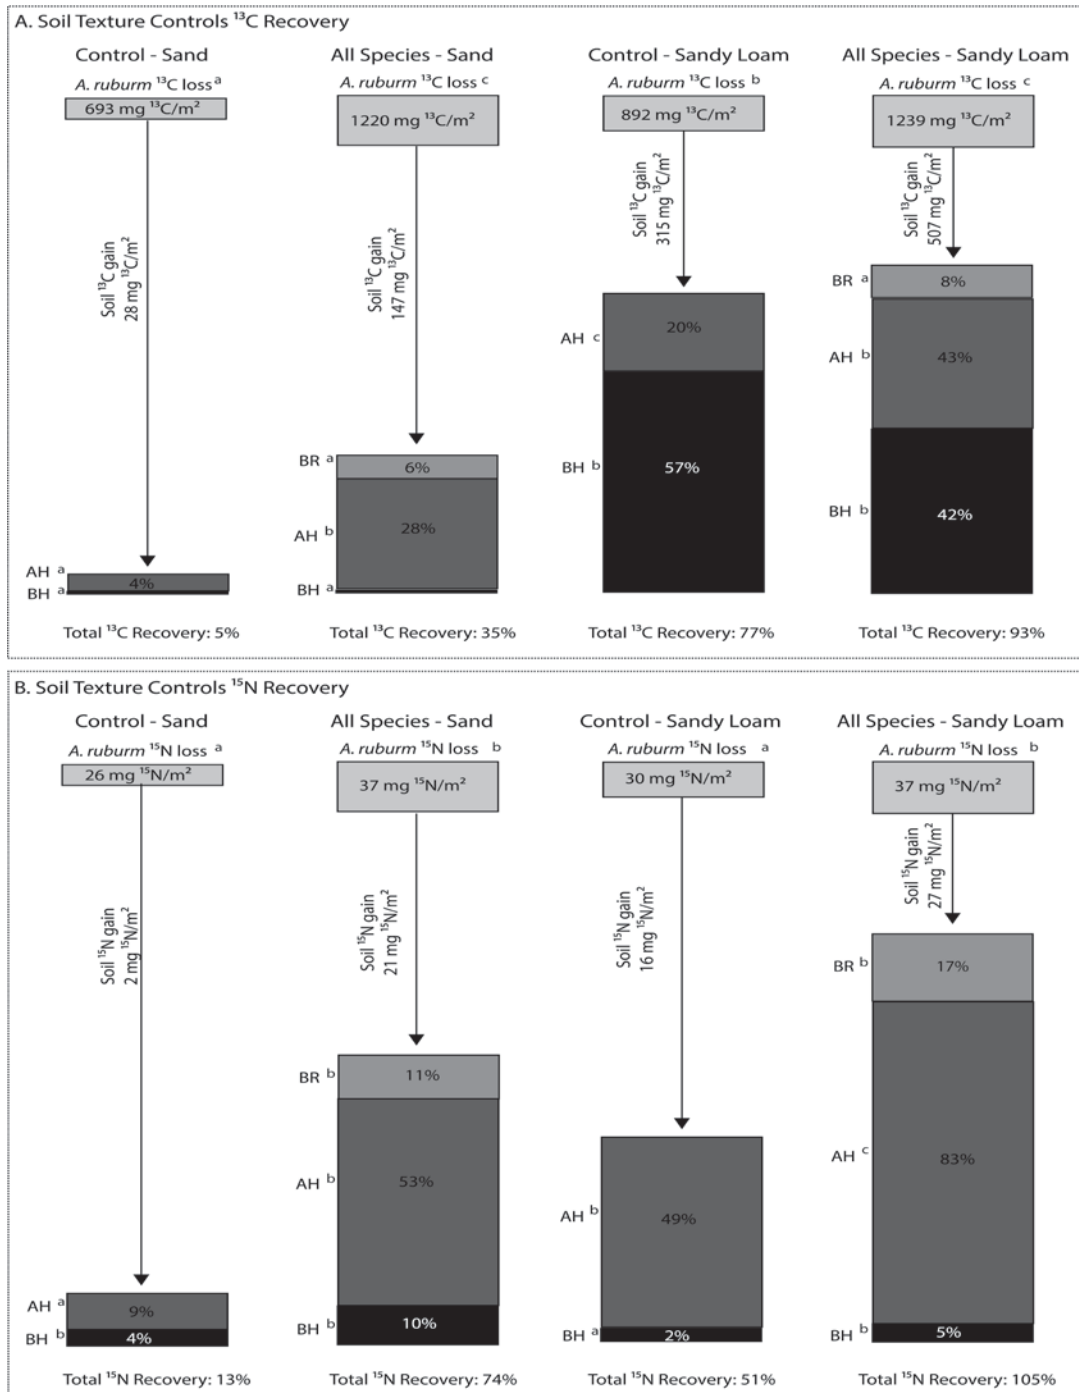 A. Soil Texture Controls ¹³C Recovery
Control - Sand
All Species - Sand
Control - Sandy Loam
All Species - Sandy Loam
A. ruburm ¹³C loss ᵃ
A. ruburm ¹³C loss ᶜ
A. ruburm ¹³C loss ᵇ
A. ruburm ¹³C loss ᶜ
693 mg ¹³C/m²
1220 mg ¹³C/m²
892 mg ¹³C/m²
1239 mg ¹³C/m²
Soil ¹³C gain
28 mg ¹³C/m²
Soil ¹³C gain
147 mg ¹³C/m²
Soil ¹³C gain
315 mg ¹³C/m²
Soil ¹³C gain
507 mg ¹³C/m²
AH ᵃ
4%
BH ᵃ
BR ᵃ
6%
AH ᵇ
28%
BH ᵃ
AH ᶜ
20%
BH ᵇ
57%
BR ᵃ
8%
AH ᵇ
43%
BH ᵇ
42%
Total ¹³C Recovery: 5%
Total ¹³C Recovery: 35%
Total ¹³C Recovery: 77%
Total ¹³C Recovery: 93%
B. Soil Texture Controls ¹⁵N Recovery
Control - Sand
All Species - Sand
Control - Sandy Loam
All Species - Sandy Loam
A. ruburm ¹⁵N loss ᵃ
A. ruburm ¹⁵N loss ᵇ
A. ruburm ¹⁵N loss ᵃ
A. ruburm ¹⁵N loss ᵇ
26 mg ¹⁵N/m²
37 mg ¹⁵N/m²
30 mg ¹⁵N/m²
37 mg ¹⁵N/m²
Soil ¹⁵N gain
2 mg ¹⁵N/m²
Soil ¹⁵N gain
21 mg ¹⁵N/m²
Soil ¹⁵N gain
16 mg ¹⁵N/m²
Soil ¹⁵N gain
27 mg ¹⁵N/m²
AH ᵃ
9%
BH ᵇ
4%
BR ᵇ
11%
AH ᵇ
53%
BH ᵇ
10%
AH ᵇ
49%
BH ᵃ
2%
BR ᵇ
17%
AH ᶜ
83%
BH ᵇ
5%
Total ¹⁵N Recovery: 13%
Total ¹⁵N Recovery: 74%
Total ¹⁵N Recovery: 51%
Total ¹⁵N Recovery: 105%